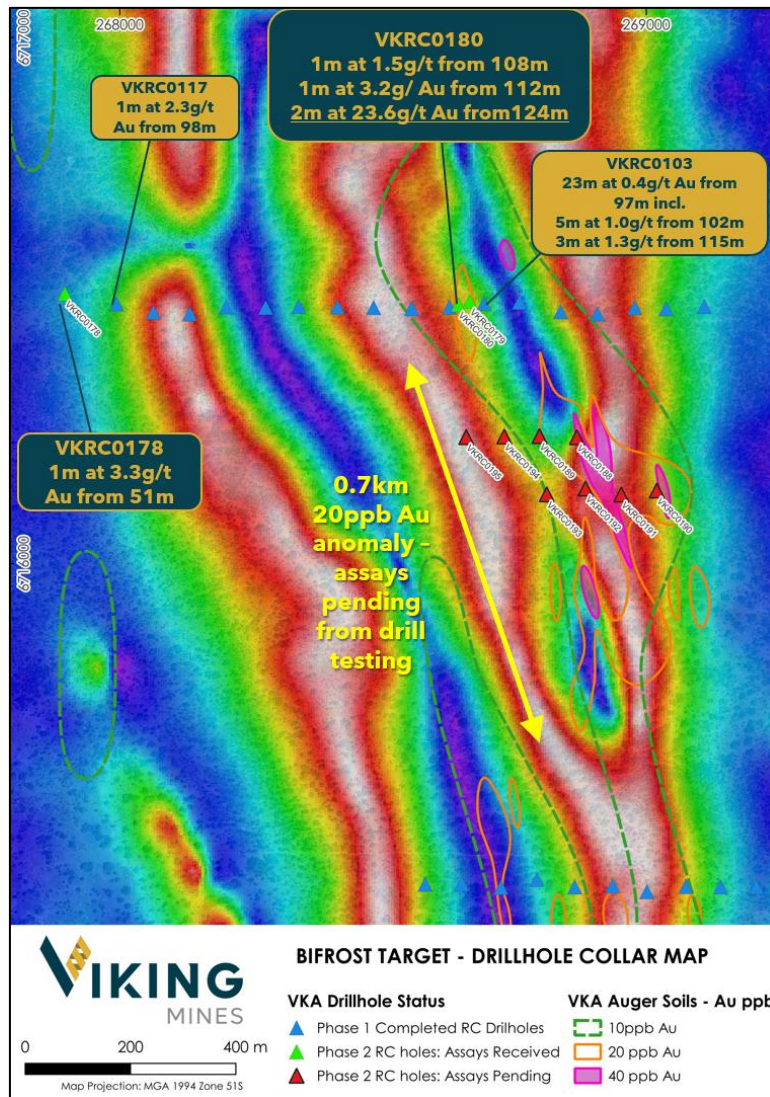 268000
269000
6717000
VKRC0180
1m at 1.5g/t from 108m
1m at 3.2g/ Au from 112m
2m at 23.6g/t Au from124m
VKRC0117
1m at 2.3g/t
Au from 98m
VKRC0103
23m at 0.4g/t Au from
97m incl.
5m at 1.0g/t from 102m
3m at 1.3g/t from 115m
VKRC0178
VKRC0179
VKRC0180
VKRC0178
1m at 3.3g/t
Au from 51m
VKRC0195
VKRC0194
VKRC0189
VKRC0188
VKRC0193
VKRC0192
VKRC0191
VKRC0190
6716000
0.7km
20ppb Au
anomaly –
assays
pending
from drill
testing
VIKING
MINES
0 200 400 m
Map Projection: MGA 1994 Zone 51S
BIFROST TARGET - DRILLHOLE COLLAR MAP
VKA Drillhole Status
Phase 1 Completed RC Drilholes
Phase 2 RC holes: Assays Received
Phase 2 RC holes: Assays Pending
VKA Auger Soils - Au ppb
10ppb Au
20 ppb Au
40 ppb Au